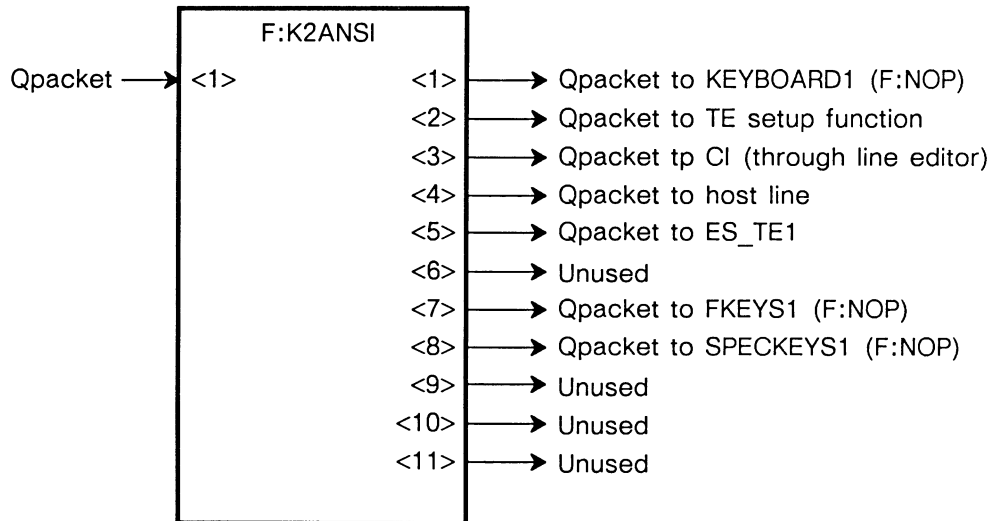 F:K2ANSI
Qpacket <1> <1> Qpacket to KEYBOARD1 (F:NOP)
<2> Qpacket to TE setup function
<3> Qpacket tp CI (through line editor)
<4> Qpacket to host line
<5> Qpacket to ES_TE1
<6> Unused
<7> Qpacket to FKEYS1 (F:NOP)
<8> Qpacket to SPECKEYS1 (F:NOP)
<9> Unused
<10> Unused
<11> Unused